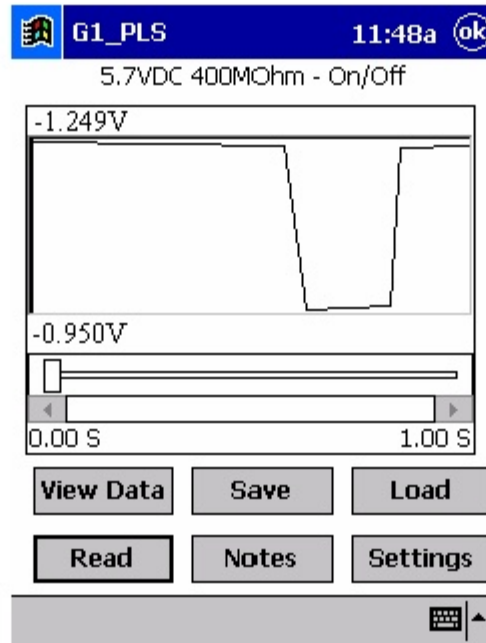 G1_PLS 11:48a ok
5.7VDC 400MOhm - On/Off
-1.249V
-0.950V
0.00 S 1.00 S
View Data Save Load
Read Notes Settings